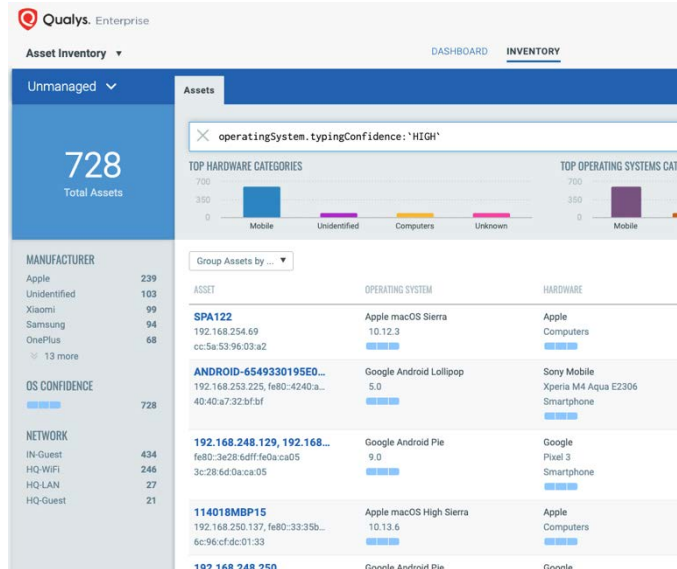 Qualys. Enterprise
Asset Inventory
DASHBOARD
INVENTORY
Unmanaged
Assets
728
Total Assets
operatingSystem.typingConfidence:`HIGH`
TOP HARDWARE CATEGORIES
700
350
0
Mobile
Unidentified
Computers
Unknown
TOP OPERATING SYSTEMS CAT
700
350
0
Mobile
MANUFACTURER
Apple 239
Unidentified 103
Xiaomi 99
Samsung 94
OnePlus 68
13 more
OS CONFIDENCE
728
NETWORK
IN-Guest 434
HQ-WiFi 246
HQ-LAN 27
HQ-Guest 21
Group Assets by ...
ASSET OPERATING SYSTEM HARDWARE
SPA122 Apple macOS Sierra Apple
192.168.254.69 10.12.3 Computers
cc:5a:53:96:03:a2
ANDROID-6549330195E0... Google Android Lollipop Sony Mobile
192.168.253.225, fe80::4240:a... 5.0 Xperia M4 Aqua E2306
40:40:a7:32:bf:bf Smartphone
192.168.248.129, 192.168... Google Android Pie Google
fe80::3e28:6dff:fe0a:ca05 9.0 Pixel 3
3c:28:6d:0a:ca:05 Smartphone
114018MBP15 Apple macOS High Sierra Apple
192.168.250.137, fe80::33:35b... 10.13.6 Computers
6c:96:cf:dc:01:33
192.168.248.250 Google Android Pie Google